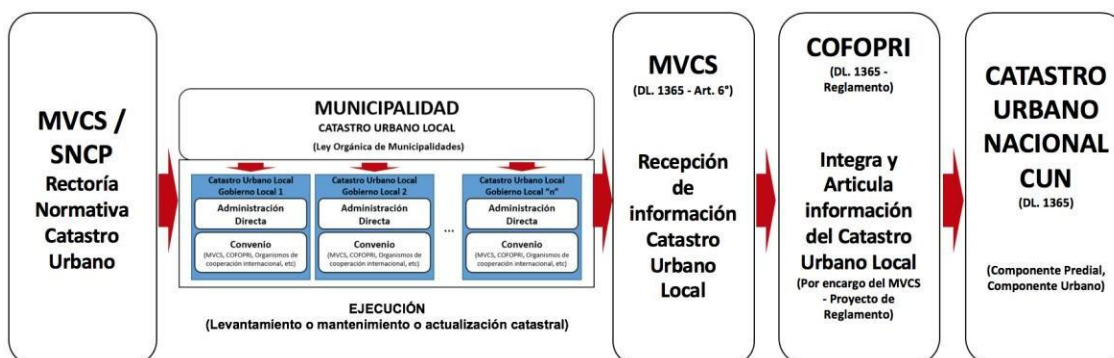 MVCS /
SNCP
Rectoría
Normativa
Catastro
Urbano
MUNICIPALIDAD
CATASTRO URBANO LOCAL
(Ley Orgánica de Municipalidades)
Catastro Urbano Local
Gobierno Local 1
Administración
Directa
Convenio
(MVCS, COFOPRI, Organismos de
cooperación internacional, etc)
Catastro Urbano Local
Gobierno Local 2
Administración
Directa
Convenio
(MVCS, COFOPRI, Organismos de
cooperación internacional, etc)
...
Catastro Urbano Local
Gobierno Local "n"
Administración
Directa
Convenio
(MVCS, COFOPRI, Organismos de
cooperación internacional, etc)
EJECUCIÓN
(Levantamiento o mantenimiento o actualización catastral)
MVCS
(DL. 1365 - Art. 6°)
Recepción
de
información
Catastro
Urbano
Local
COFOPRI
(DL. 1365 -
Reglamento)
Integra y
Articula
información
del Catastro
Urbano Local
(Por encargo del MVCS
- Proyecto de
Reglamento)
CATASTRO
URBANO
NACIONAL
CUN
(DL. 1365)
(Componente Predial,
Componente Urbano)